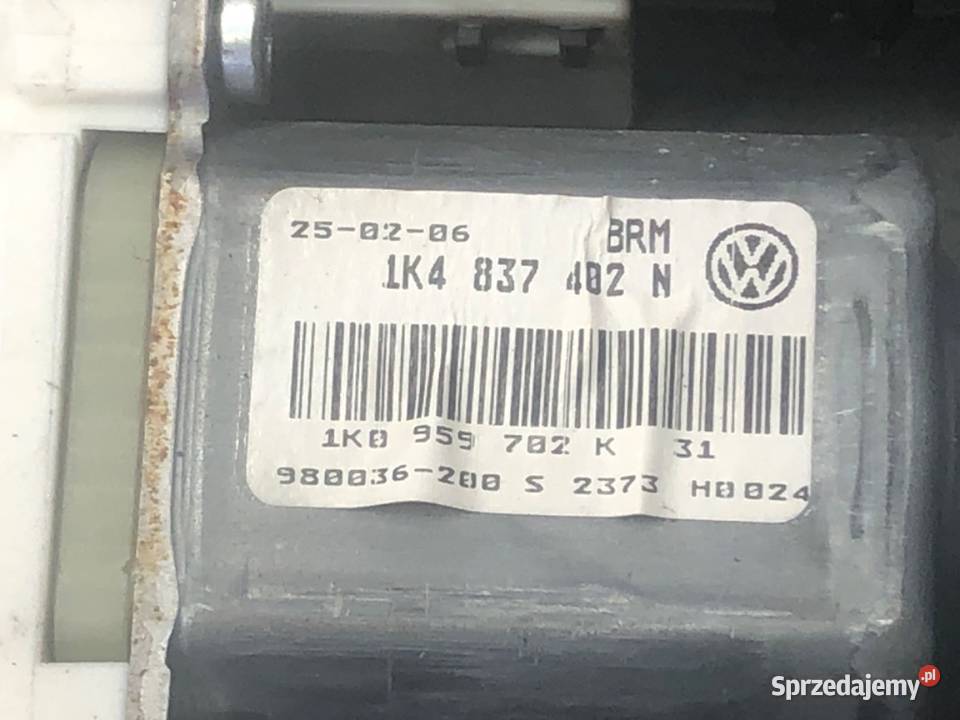 25-02-06 BRM
1K4 837 402 N
1K0 959 702 K 31
980036-200 S 2373 H0024
Sprzedajemy.pl